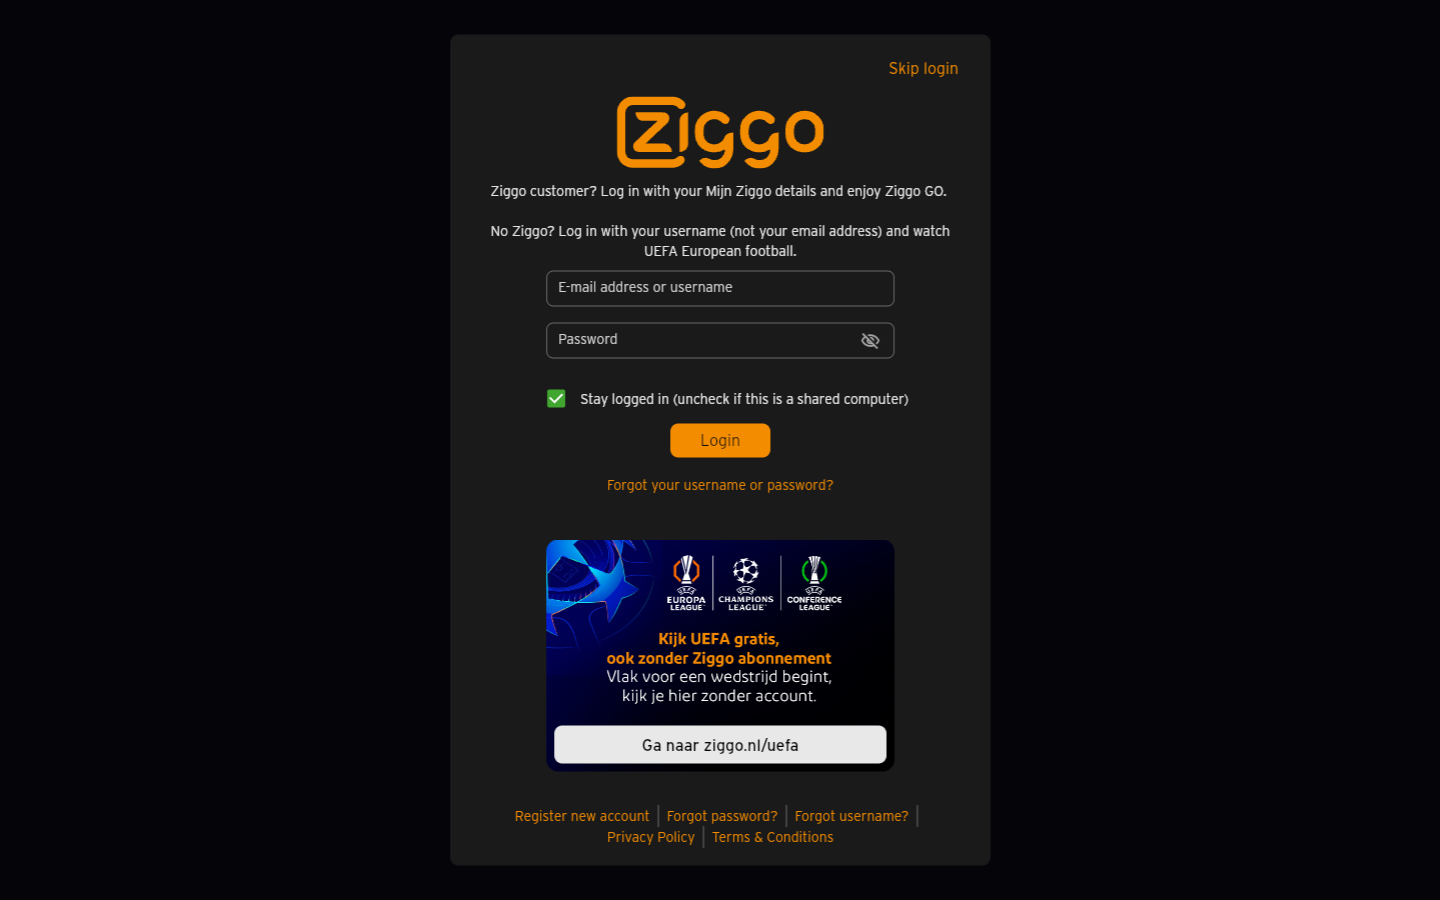 Skip login
ziggo
Ziggo customer? Log in with your Mijn Ziggo details and enjoy Ziggo GO.
No Ziggo? Log in with your username (not your email address) and watch
UEFA European football.
E-mail address or username
Password
Stay logged in (uncheck if this is a shared computer)
Login
Forgot your username or password?
UEFA EUROPA LEAGUE
UEFA CHAMPIONS LEAGUE
UEFA CONFERENCE LEAGUE
Kijk UEFA gratis,
ook zonder Ziggo abonnement
Vlak voor een wedstrijd begint,
kijk je hier zonder account.
Ga naar ziggo.nl/uefa
Register new account Forgot password? Forgot username?
Privacy Policy Terms & Conditions